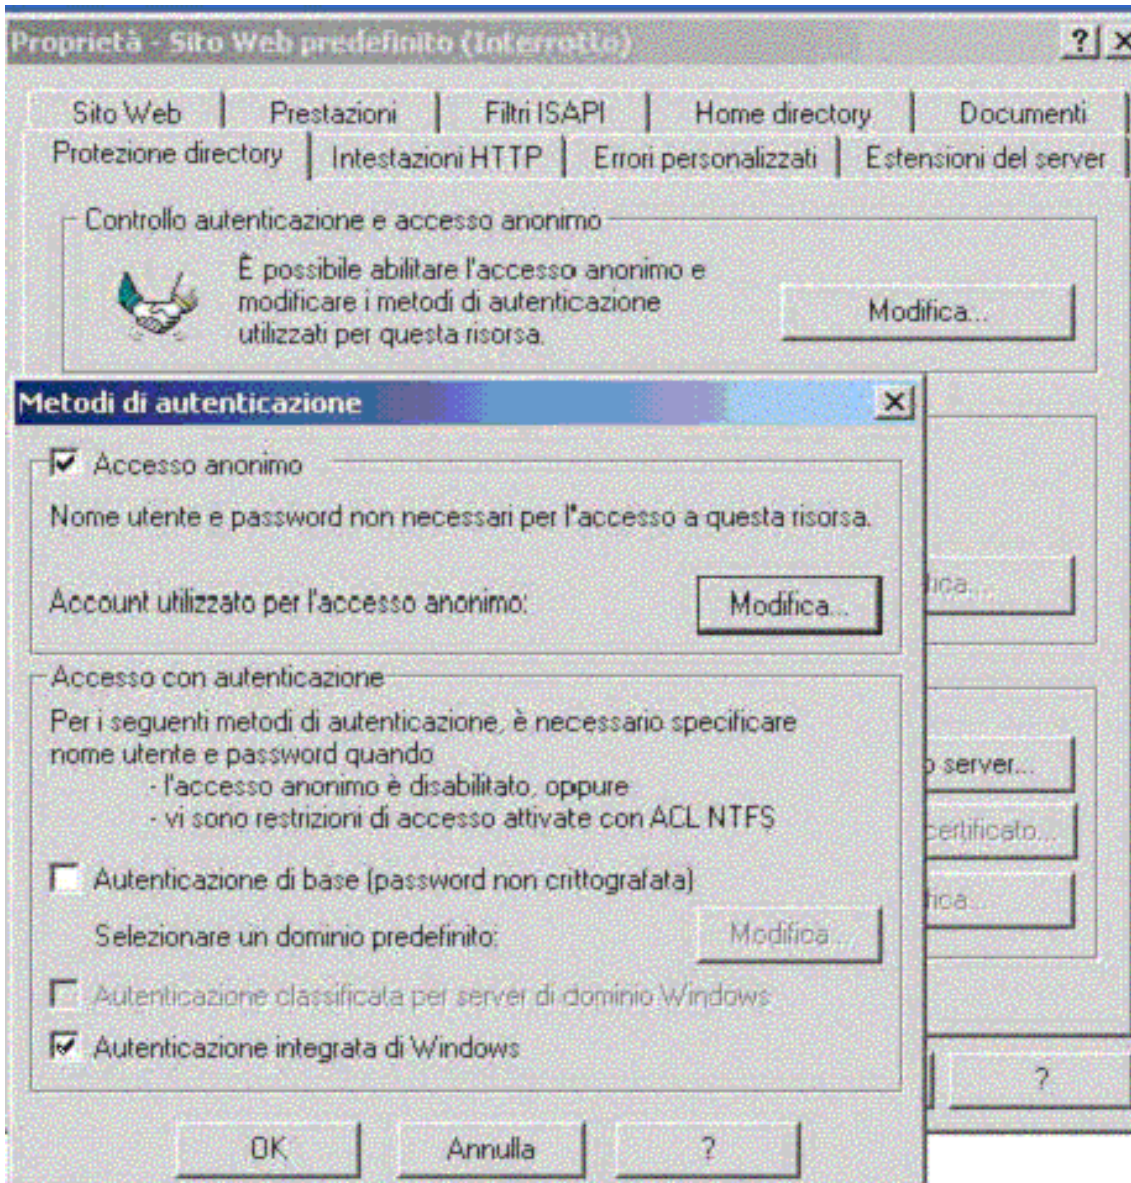 Proprietà - Sito Web predefinito (Interrotto)
Sito Web Prestazioni Filtri ISAPI Home directory Documenti
Protezione directory Intestazioni HTTP Errori personalizzati Estensioni del server
Controllo autenticazione e accesso anonimo
È possibile abilitare l'accesso anonimo e
modificare i metodi di autenticazione
utilizzati per questa risorsa.
Modifica...
Metodi di autenticazione
Accesso anonimo
Nome utente e password non necessari per l'accesso a questa risorsa.
Account utilizzato per l'accesso anonimo:
Modifica...
Accesso con autenticazione
Per i seguenti metodi di autenticazione, è necessario specificare
nome utente e password quando
- l'accesso anonimo è disabilitato, oppure
- vi sono restrizioni di accesso attivate con ACL NTFS
server...
certificato...
Autenticazione di base (password non crittografata)
Selezionare un dominio predefinito:
Modifica...
Autenticazione classificata per server di dominio Windows
Autenticazione integrata di Windows
?
OK Annulla ?